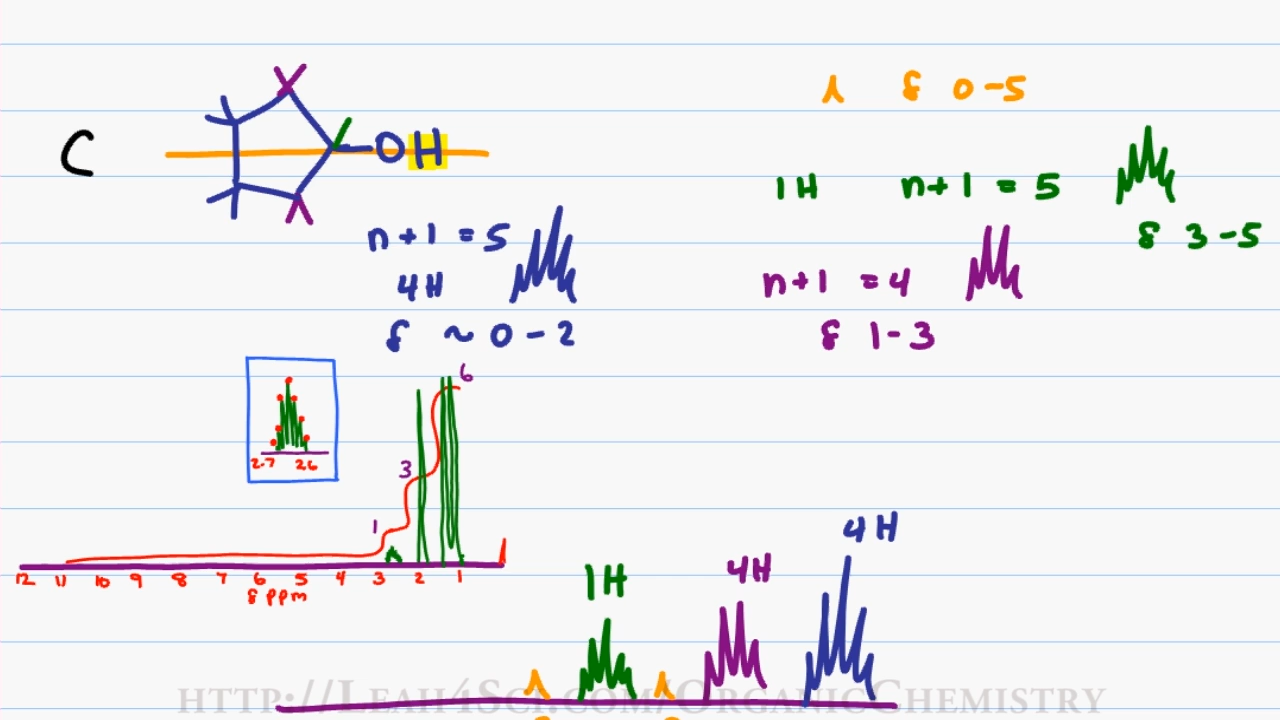 C
OH
δ 0-5
1H n+1 = 5
δ 3-5
n+1 = 5
4H
δ ~ 0-2
n+1 = 4
δ 1-3
6
3
1
2.7 2.6
12 11 10 9 8 7 6 5 4 3 2 1
δ ppm
1H
4H
4H
HTTP://LEAH4SCI.COM/ORGANICCHEMISTRY